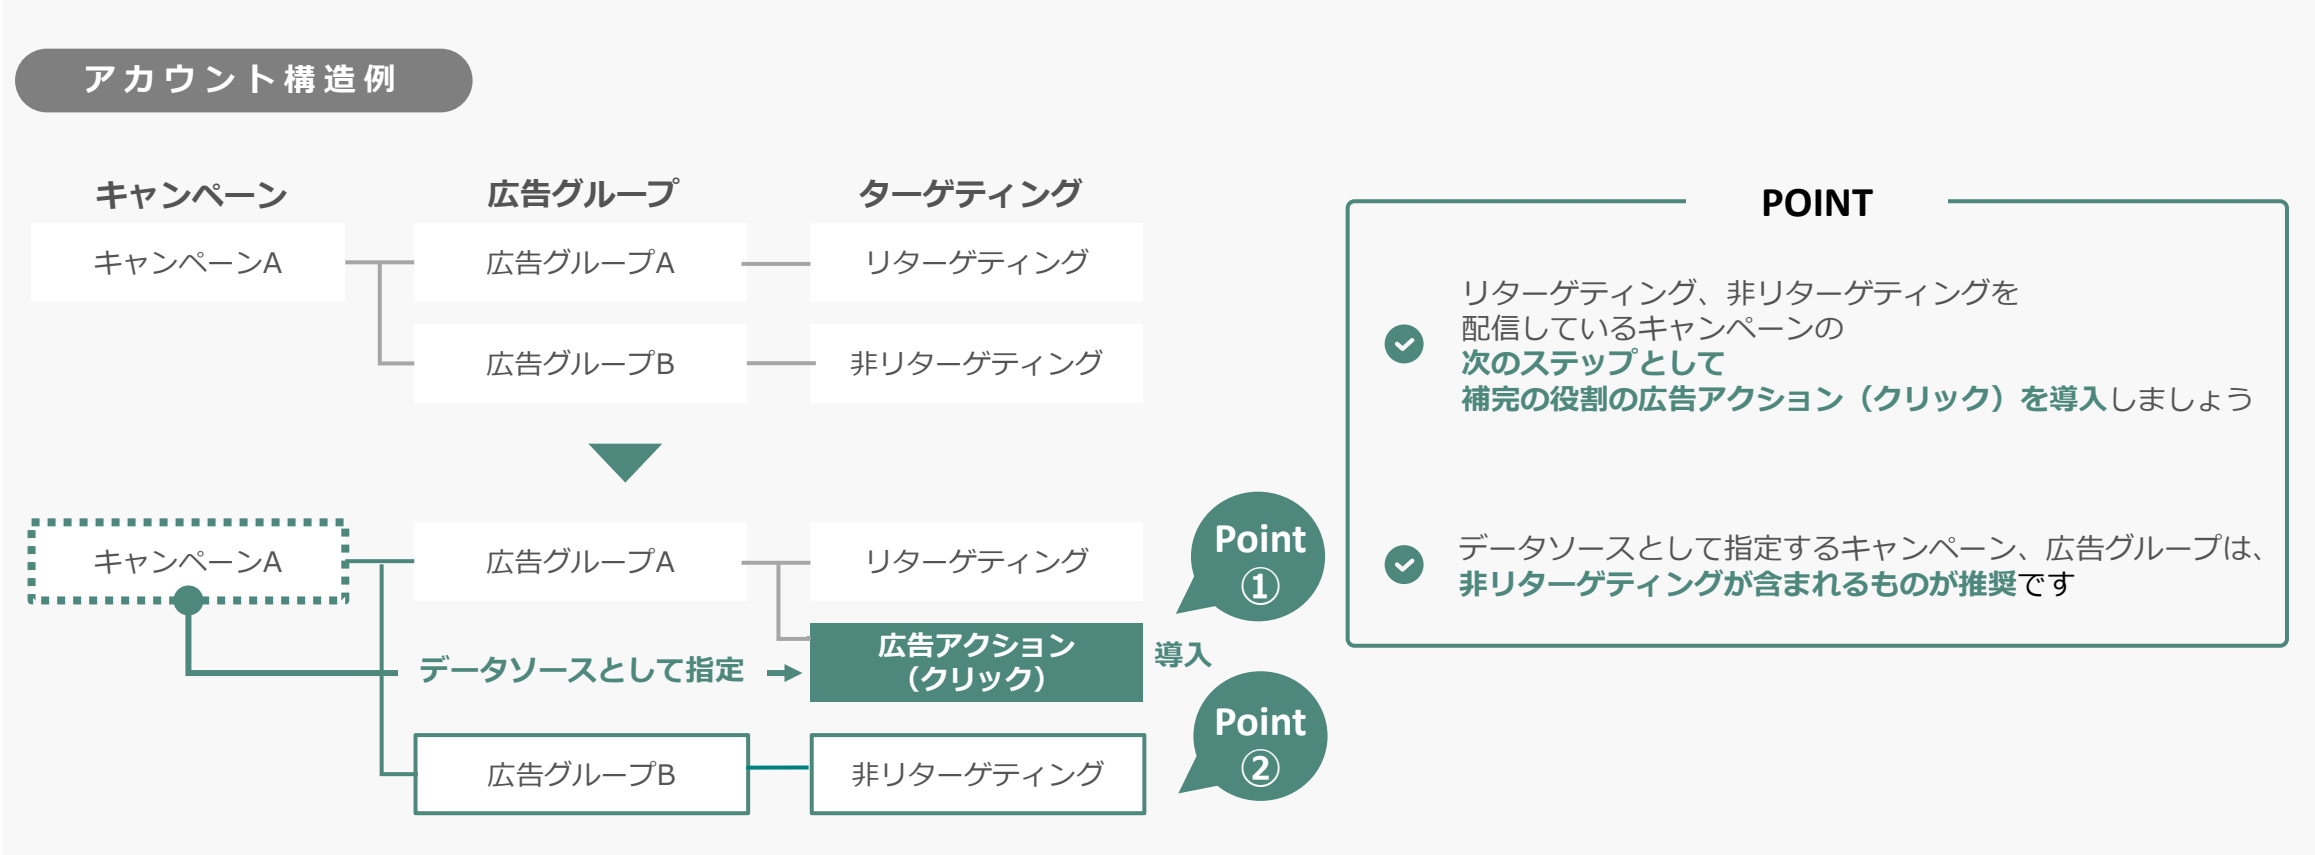 アカウント構造例
キャンペーン
広告グループ
ターゲティング
キャンペーンA
広告グループA
リターゲティング
広告グループB
非リターゲティング
キャンペーンA
広告グループA
リターゲティング
Point
①
データソースとして指定
広告アクション
（クリック）
導入
広告グループB
非リターゲティング
Point
②
POINT
リターゲティング、非リターゲティングを
配信しているキャンペーンの
次のステップとして
補完の役割の広告アクション（クリック）を導入しましょう
データソースとして指定するキャンペーン、広告グループは、
非リターゲティングが含まれるものが推奨です